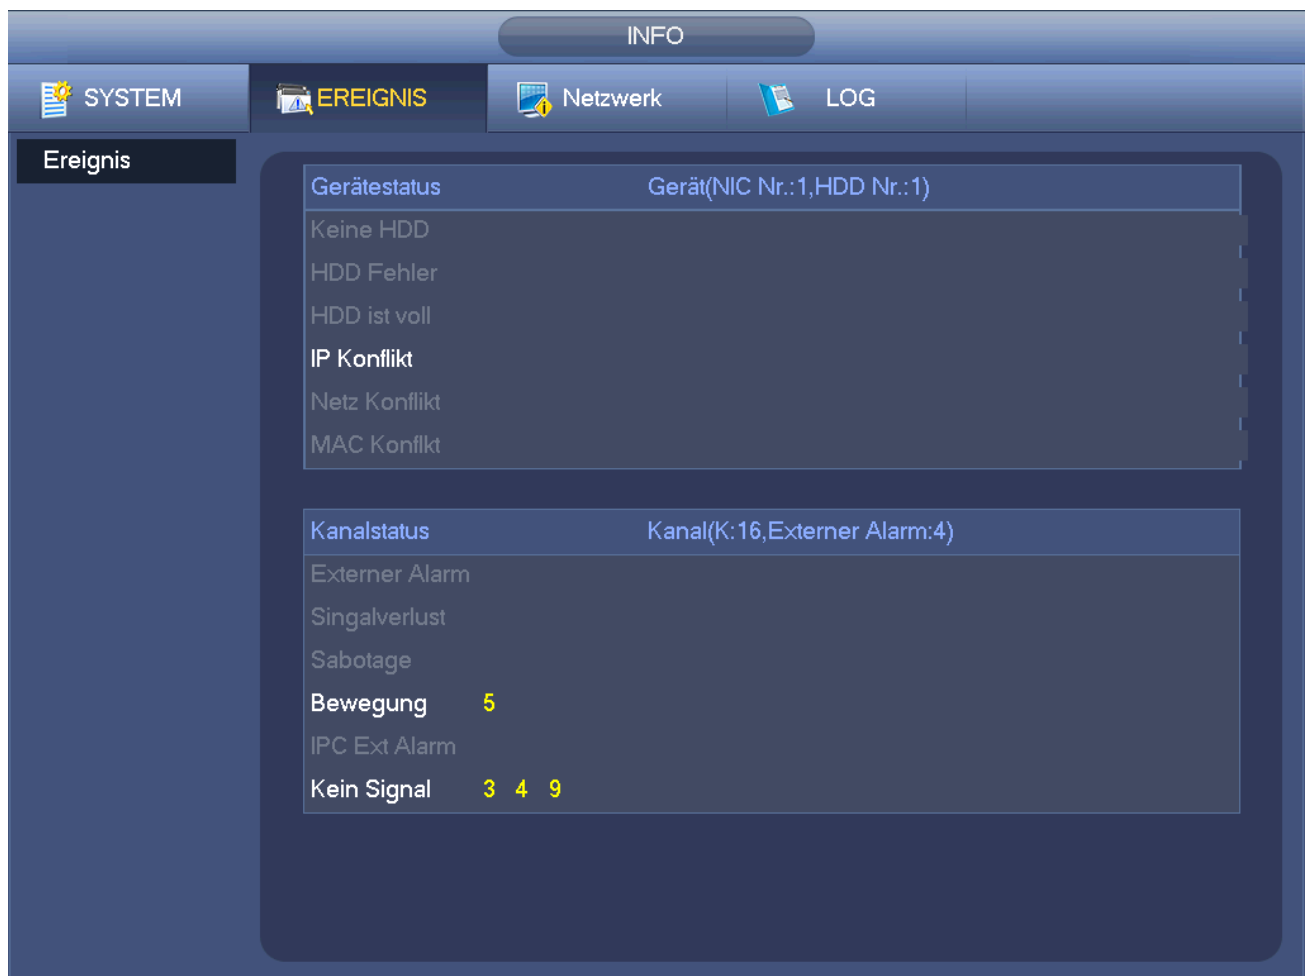 INFO
SYSTEM EREIGNIS Netzwerk LOG
Ereignis
Gerätestatus Gerät(NIC Nr.:1,HDD Nr.:1)
Keine HDD
HDD Fehler
HDD ist voll
IP Konflikt
Netz Konflikt
MAC Konflkt
Kanalstatus Kanal(K:16,Externer Alarm:4)
Externer Alarm
Singalverlust
Sabotage
Bewegung 5
IPC Ext Alarm
Kein Signal 3 4 9